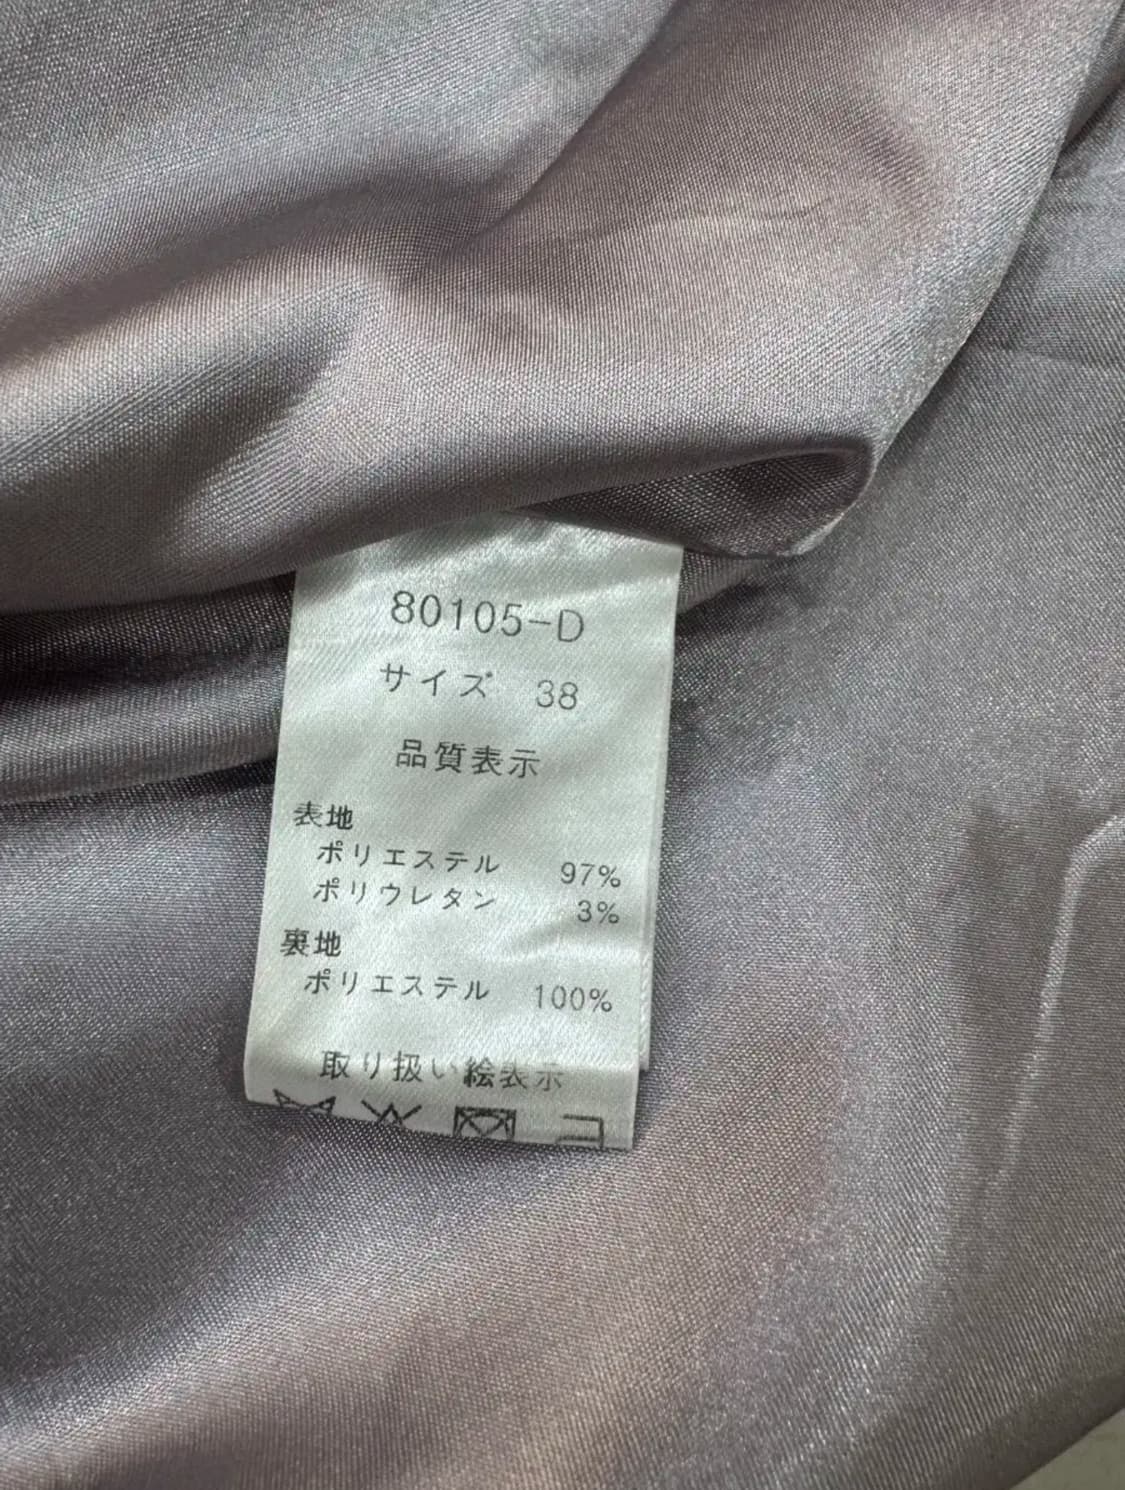 80105-D
サイズ 38
品質表示
表地
ポリエステル 97%
ポリウレタン 3%
裏地
ポリエステル 100%
取り扱い絵表示